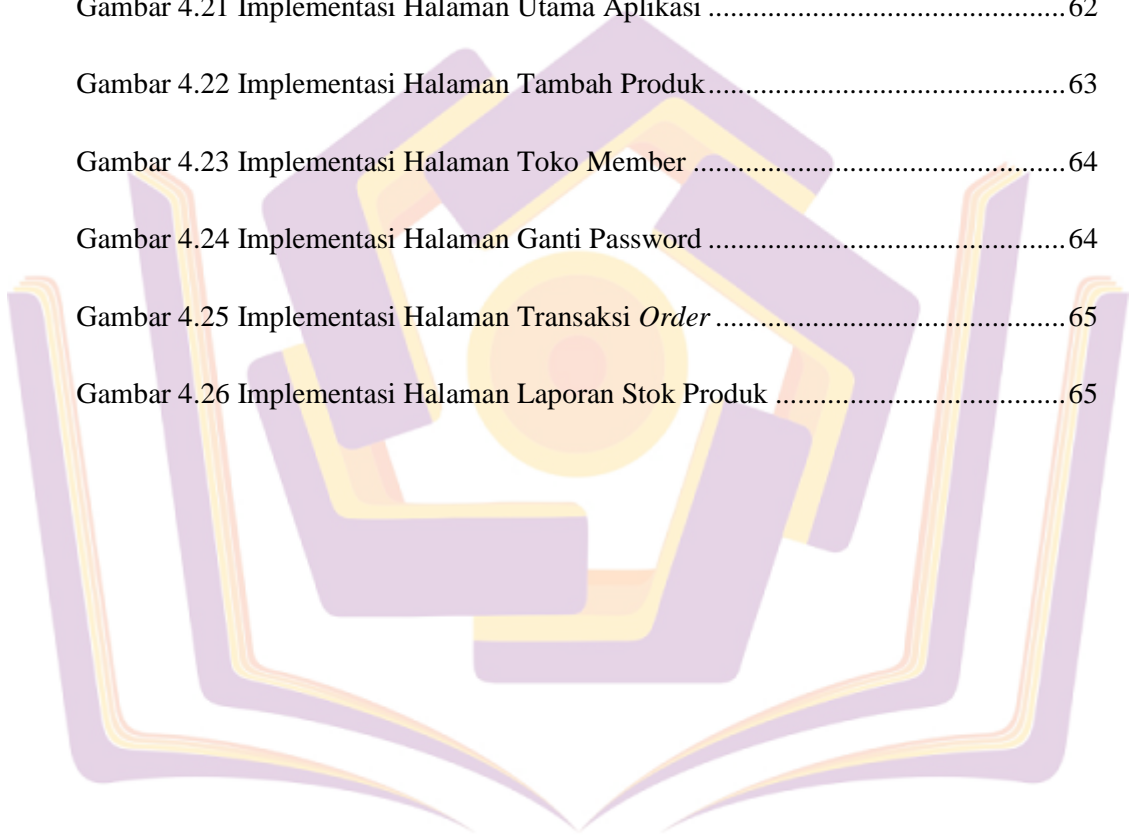 Gambar 4.21 Implementasi Halaman Utama Aplikasi ................................................62
Gambar 4.22 Implementasi Halaman Tambah Produk................................................63
Gambar 4.23 Implementasi Halaman Toko Member ..................................................64
Gambar 4.24 Implementasi Halaman Ganti Password ................................................64
Gambar 4.25 Implementasi Halaman Transaksi Order ...............................................65
Gambar 4.26 Implementasi Halaman Laporan Stok Produk .......................................65